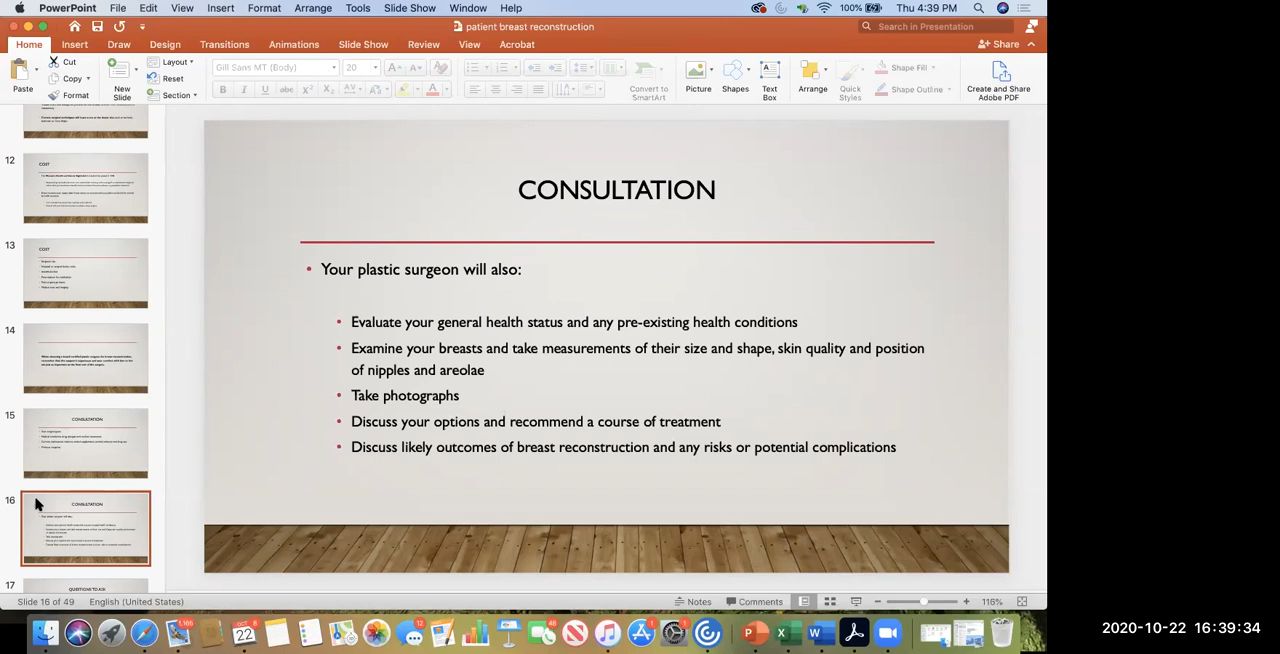 PowerPoint File Edit View Insert Format Arrange Tools Slide Show Window Help 100% Thu 4:39 PM
patient breast reconstruction
Search in Presentation
Home Insert Draw Design Transitions Animations Slide Show Review View Acrobat Share
Paste Cut Copy Format
New Slide Layout Reset Section
Gill Sans MT (Body) 20
Convert to SmartArt
Picture Shapes Text Box Arrange Quick Styles
Shape Fill
Shape Outline
Create and Share Adobe PDF
12
COST
13
COST
14
15
CONSULTATION
16
CONSULTATION
17
QUESTIONS TO ASK
CONSULTATION
• Your plastic surgeon will also:
• Evaluate your general health status and any pre-existing health conditions
• Examine your breasts and take measurements of their size and shape, skin quality and position
of nipples and areolae
• Take photographs
• Discuss your options and recommend a course of treatment
• Discuss likely outcomes of breast reconstruction and any risks or potential complications
Slide 16 of 49 English (United States) Notes Comments 116%
OCT 22
2020-10-22 16:39:34